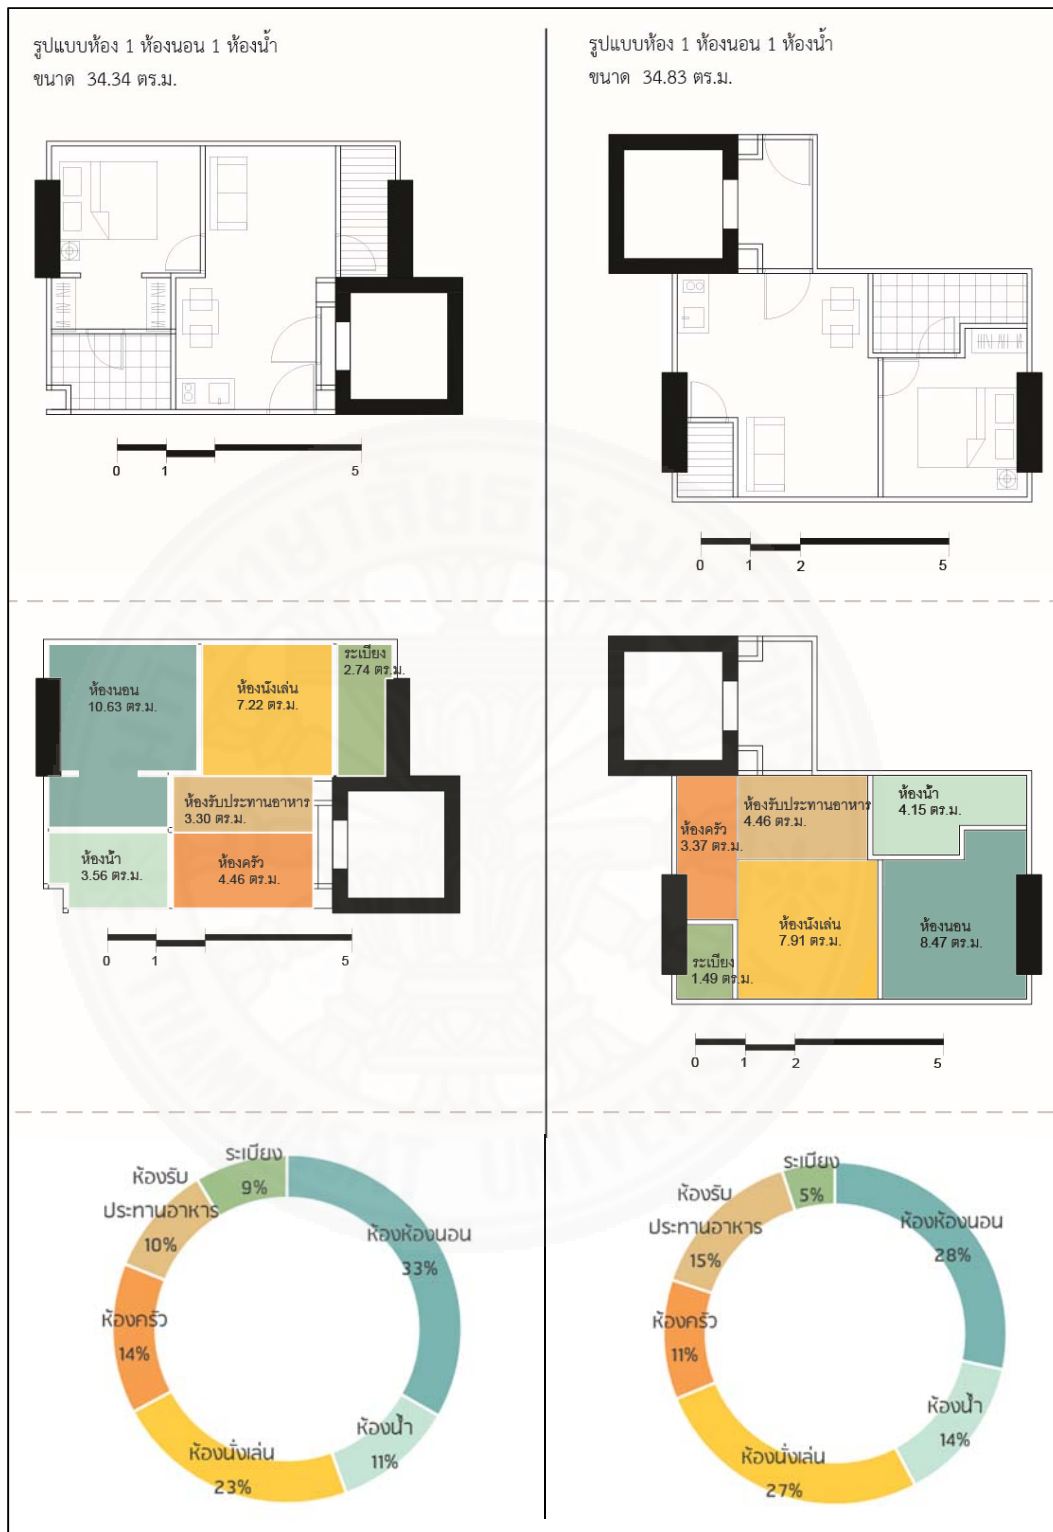 รูปแบบห้อง 1 ห้องนอน 1 ห้องน้ำ
ขนาด 34.34 ตร.ม.
0 1 5
ห้องนอน
10.63 ตร.ม.
ห้องนั่งเล่น
7.22 ตร.ม.
ระเบียง
2.74 ตร.ม.
ห้องรับประทานอาหาร
3.30 ตร.ม.
ห้องน้ำ
3.56 ตร.ม.
ห้องครัว
4.46 ตร.ม.
0 1 5
ระเบียง
9%
ห้องรับ
ประทานอาหาร
10%
ห้องห้องนอน
33%
ห้องครัว
14%
ห้องน้ำ
11%
ห้องนั่งเล่น
23%
รูปแบบห้อง 1 ห้องนอน 1 ห้องน้ำ
ขนาด 34.83 ตร.ม.
0 1 2 5
ห้องครัว
3.37 ตร.ม.
ห้องรับประทานอาหาร
4.46 ตร.ม.
ห้องน้ำ
4.15 ตร.ม.
ห้องนั่งเล่น
7.91 ตร.ม.
ห้องนอน
8.47 ตร.ม.
ระเบียง
1.49 ตร.ม.
0 1 2 5
ระเบียง
5%
ห้องรับ
ประทานอาหาร
15%
ห้องห้องนอน
28%
ห้องครัว
11%
ห้องน้ำ
14%
ห้องนั่งเล่น
27%